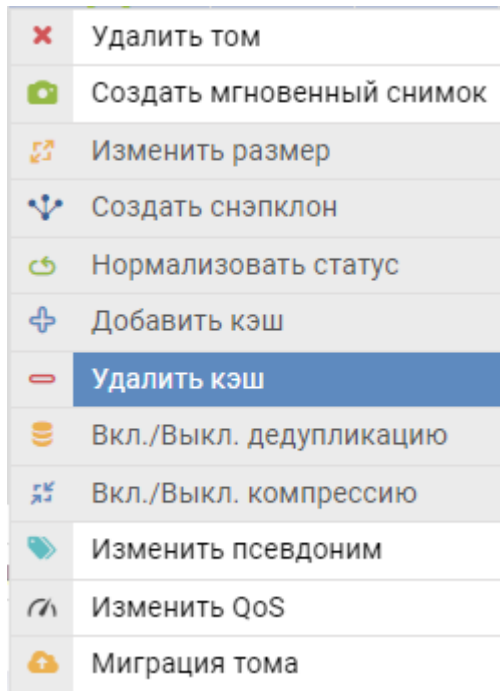 Удалить том
Создать мгновенный снимок
Изменить размер
Создать снэпклон
Нормализовать статус
Добавить кэш
Удалить кэш
Вкл./Выкл. дедупликацию
Вкл./Выкл. компрессию
Изменить псевдоним
Изменить QoS
Миграция тома